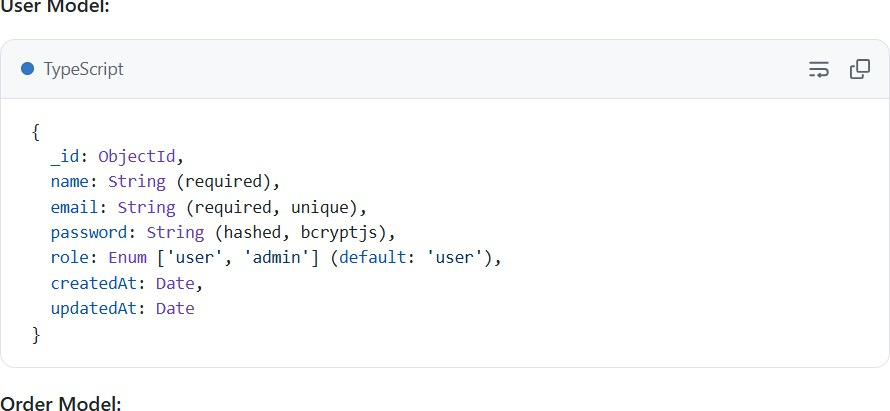 User Model:
TypeScript
{
  _id: ObjectId,
  name: String (required),
  email: String (required, unique),
  password: String (hashed, bcryptjs),
  role: Enum ['user', 'admin'] (default: 'user'),
  createdAt: Date,
  updatedAt: Date
}
Order Model: